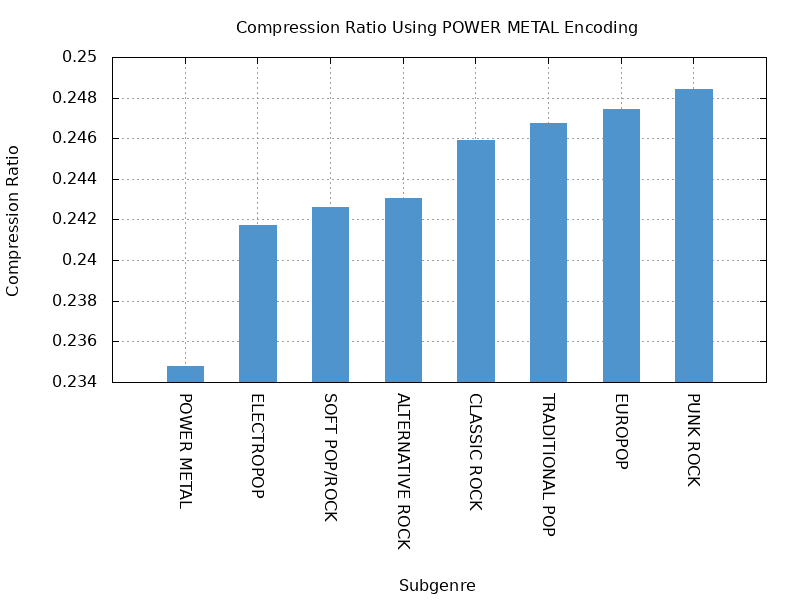 Compression Ratio Using POWER METAL Encoding
Compression Ratio
0.25
0.248
0.246
0.244
0.242
0.24
0.238
0.236
0.234
POWER METAL
ELECTROPOP
SOFT POP/ROCK
ALTERNATIVE ROCK
CLASSIC ROCK
TRADITIONAL POP
EUROPOP
PUNK ROCK
Subgenre